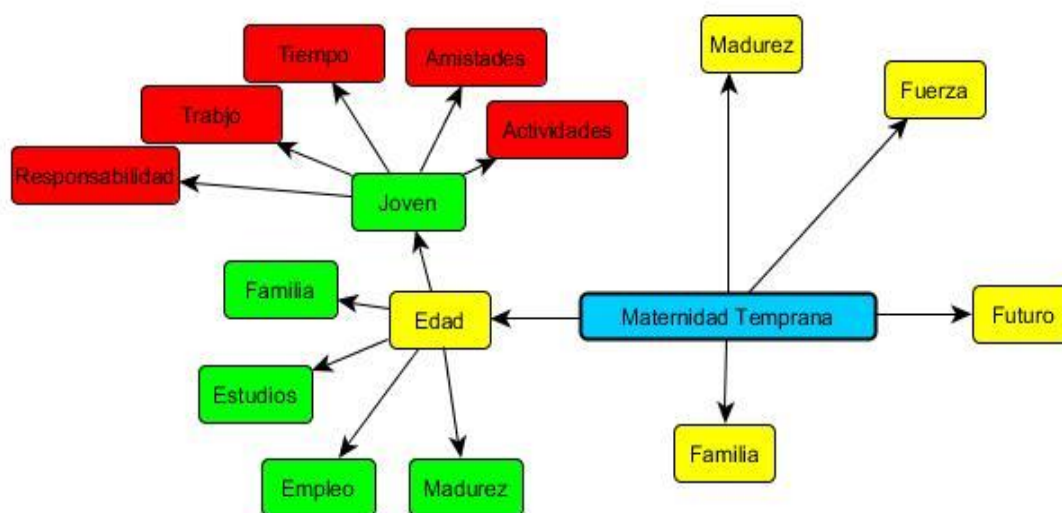 Madurez
Tiempo
Amistades
Fuerza
Trabjo
Actividades
Responsabilidad
Joven
Familia
Edad
Maternidad Temprana
Futuro
Estudios
Familia
Empleo
Madurez